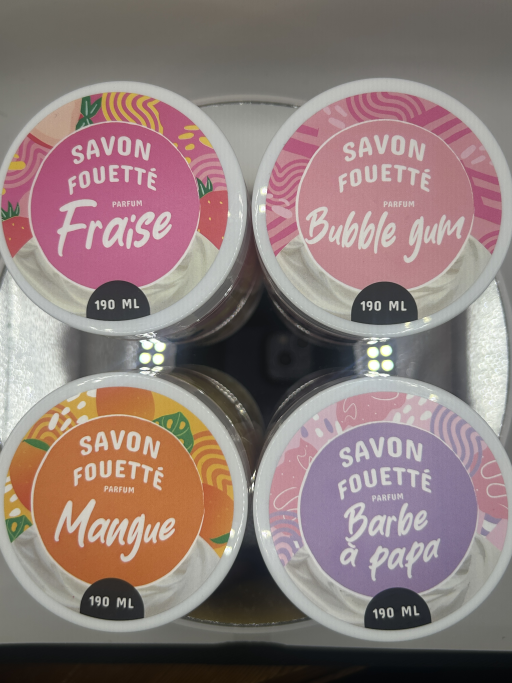 SAVON
FOUETTÉ
PARFUM
Fraise
190 ML
SAVON
FOUETTÉ
PARFUM
Bubble gum
190 ML
SAVON
FOUETTÉ
PARFUM
Mangue
190 ML
SAVON
FOUETTÉ
PARFUM
Barbe
à papa
190 ML